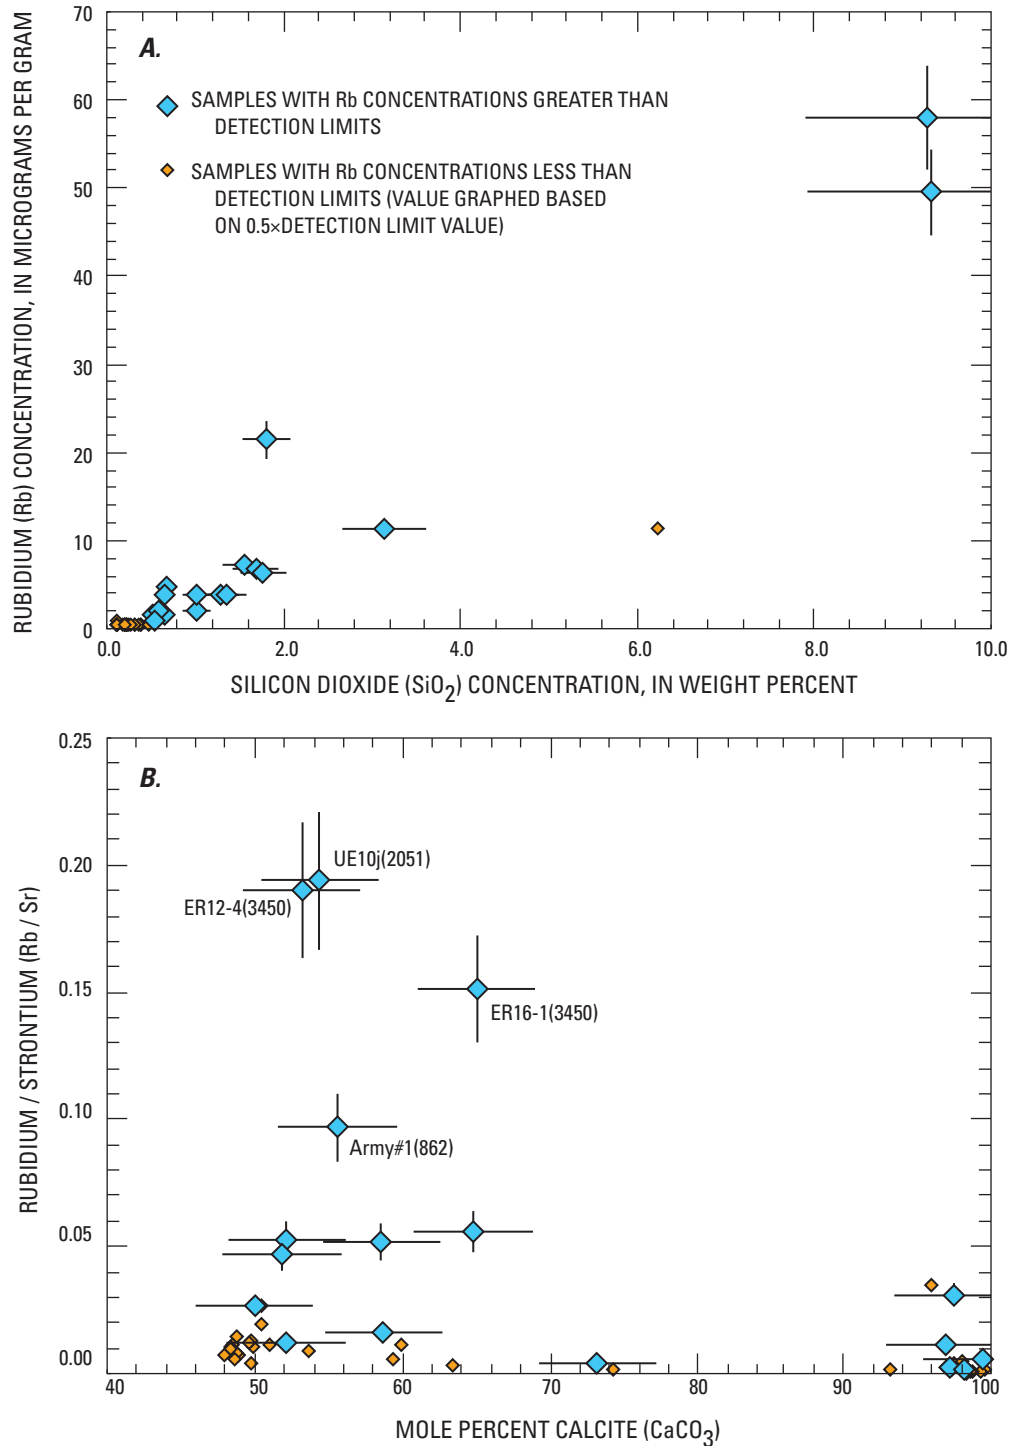 A.
SAMPLES WITH Rb CONCENTRATIONS GREATER THAN
DETECTION LIMITS
SAMPLES WITH Rb CONCENTRATIONS LESS THAN
DETECTION LIMITS (VALUE GRAPHED BASED
ON 0.5×DETECTION LIMIT VALUE)
RUBIDIUM (Rb) CONCENTRATION, IN MICROGRAMS PER GRAM
70
60
50
40
30
20
10
0
0.0 2.0 4.0 6.0 8.0 10.0
SILICON DIOXIDE (SiO2) CONCENTRATION, IN WEIGHT PERCENT
B.
UE10j(2051)
ER12-4(3450)
ER16-1(3450)
Army#1(862)
RUBIDIUM / STRONTIUM (Rb / Sr)
0.25
0.20
0.15
0.10
0.05
0.00
40 50 60 70 80 90 100
MOLE PERCENT CALCITE (CaCO3)